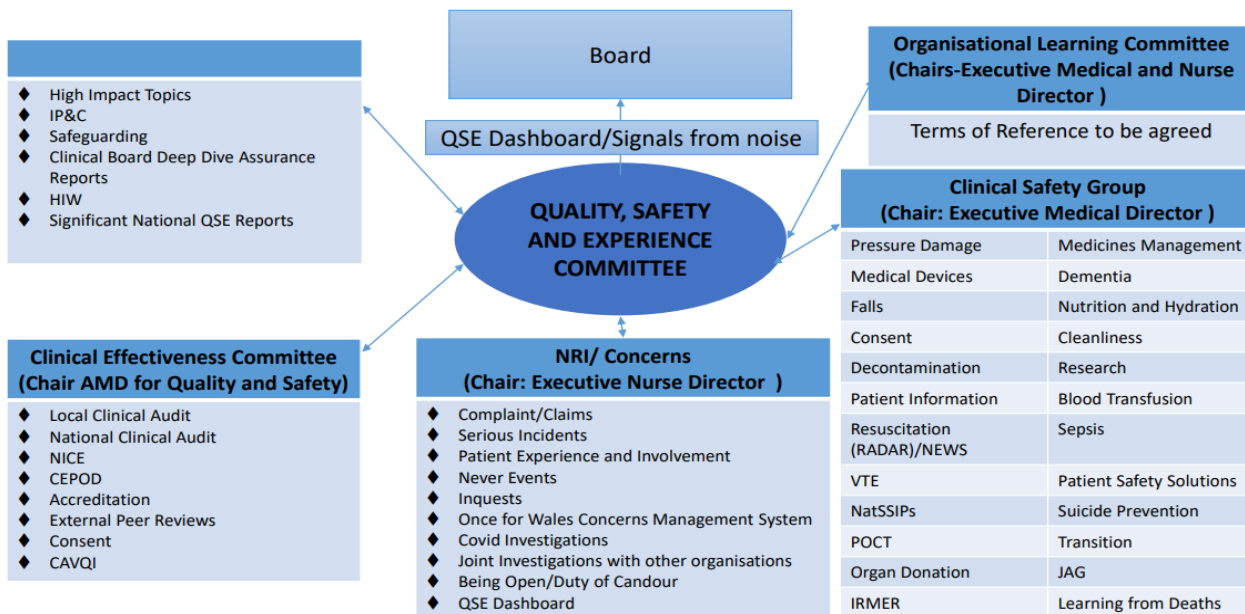 Board
QSE Dashboard/Signals from noise
QUALITY, SAFETY
AND EXPERIENCE
COMMITTEE
♦ High Impact Topics
♦ IP&C
♦ Safeguarding
♦ Clinical Board Deep Dive Assurance
Reports
♦ HIW
♦ Significant National QSE Reports
Clinical Effectiveness Committee
(Chair AMD for Quality and Safety)
♦ Local Clinical Audit
♦ National Clinical Audit
♦ NICE
♦ CEPOD
♦ Accreditation
♦ External Peer Reviews
♦ Consent
♦ CAVQI
NRI/ Concerns
(Chair: Executive Nurse Director )
♦ Complaint/Claims
♦ Serious Incidents
♦ Patient Experience and Involvement
♦ Never Events
♦ Inquests
♦ Once for Wales Concerns Management System
♦ Covid Investigations
♦ Joint Investigations with other organisations
♦ Being Open/Duty of Candour
♦ QSE Dashboard
Organisational Learning Committee
(Chairs-Executive Medical and Nurse
Director )
Terms of Reference to be agreed
Clinical Safety Group
(Chair: Executive Medical Director )
Pressure Damage Medicines Management
Medical Devices Dementia
Falls Nutrition and Hydration
Consent Cleanliness
Decontamination Research
Patient Information Blood Transfusion
Resuscitation Sepsis
(RADAR)/NEWS
VTE Patient Safety Solutions
NatSSIPs Suicide Prevention
POCT Transition
Organ Donation JAG
IRMER Learning from Deaths